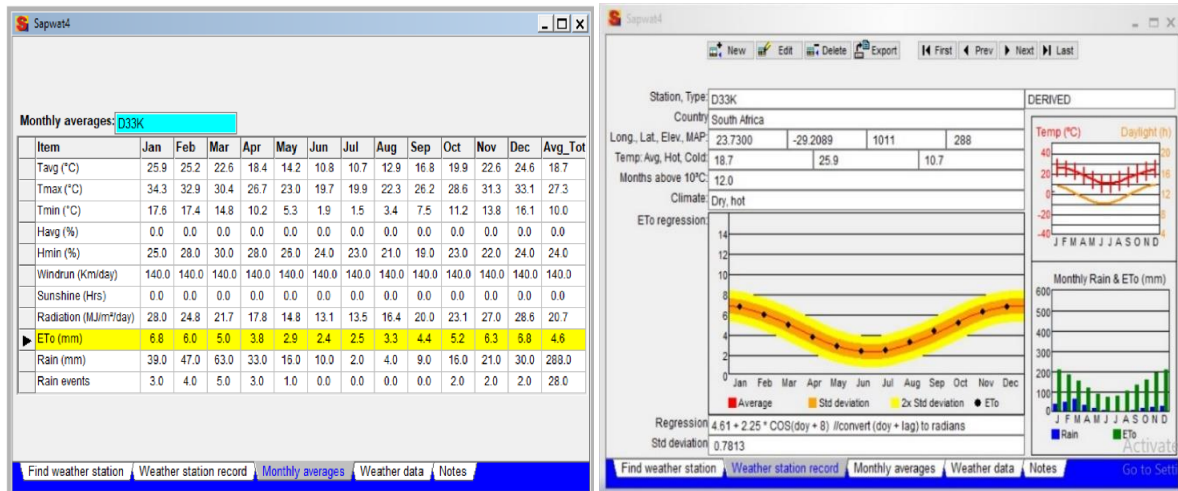 Sapwat4
Monthly averages: D33K
Item Jan Feb Mar Apr May Jun Jul Aug Sep Oct Nov Dec Avg_Tot
Tavg (°C) 25.9 25.2 22.6 18.4 14.2 10.8 10.7 12.9 16.8 19.9 22.6 24.6 18.7
Tmax (°C) 34.3 32.9 30.4 26.7 23.0 19.7 19.9 22.3 26.2 28.6 31.3 33.1 27.3
Tmin (°C) 17.6 17.4 14.8 10.2 5.3 1.9 1.5 3.4 7.5 11.2 13.8 16.1 10.0
Havg (%) 0.0 0.0 0.0 0.0 0.0 0.0 0.0 0.0 0.0 0.0 0.0 0.0 0.0
Hmin (%) 25.0 28.0 30.0 28.0 26.0 24.0 23.0 21.0 19.0 23.0 22.0 24.0 24.0
Windrun (Km/day) 140.0 140.0 140.0 140.0 140.0 140.0 140.0 140.0 140.0 140.0 140.0 140.0 140.0
Sunshine (Hrs) 0.0 0.0 0.0 0.0 0.0 0.0 0.0 0.0 0.0 0.0 0.0 0.0 0.0
Radiation (MJ/m²/day) 28.0 24.8 21.7 17.8 14.8 13.1 13.5 16.4 20.0 23.1 27.0 28.6 20.7
ETo (mm) 6.8 6.0 5.0 3.8 2.9 2.4 2.5 3.3 4.4 5.2 6.3 6.8 4.6
Rain (mm) 39.0 47.0 63.0 33.0 16.0 10.0 2.0 4.0 9.0 16.0 21.0 30.0 288.0
Rain events 3.0 4.0 5.0 3.0 1.0 0.0 0.0 0.0 0.0 2.0 2.0 2.0 28.0
Find weather station Weather station record Monthly averages Weather data Notes
Sapwat4
New Edit Delete Export First Prev Next Last
Station, Type: D33K DERIVED
Country South Africa
Long., Lat., Elev, MAP: 23.7300 -29.2089 1011 288
Temp: Avg, Hot, Cold: 18.7 25.9 10.7
Months above 10°C: 12.0
Climate: Dry, hot
ETo regression:
14
12
10
8
6
4
2
0
Jan Feb Mar Apr May Jun Jul Aug Sep Oct Nov Dec
Average Std deviation 2x Std deviation ETo
Regression 4.61 + 2.25 * COS(doy + 8) //convert (doy + lag) to radians
Std deviation 0.7813
Temp (°C) Daylight (h)
40 20
20 16
0 12
-20 8
-40 4
J F M A M J J A S O N D
Monthly Rain & ETo (mm)
600
500
400
300
200
100
0
J F M A M J J A S O N D
Rain ETo
Activate
Go to Setti
Find weather station Weather station record Monthly averages Weather data Notes